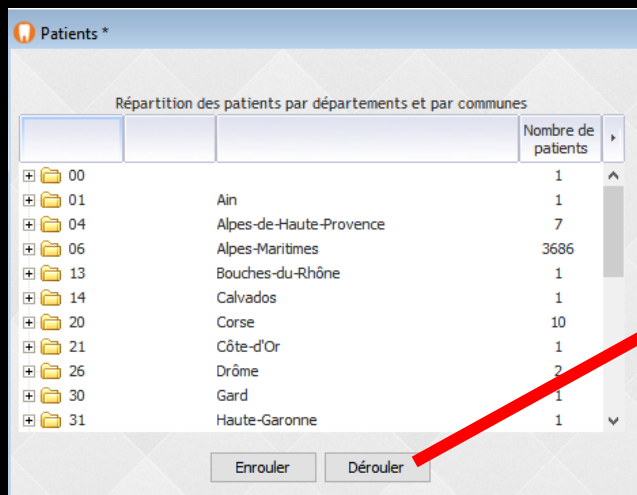 Patients *
Répartition des patients par départements et par communes
Nombre de patients
00 1
01 Ain 1
04 Alpes-de-Haute-Provence 7
06 Alpes-Maritimes 3686
13 Bouches-du-Rhône 1
14 Calvados 1
20 Corse 10
21 Côte-d'Or 1
26 Drôme 2
30 Gard 1
31 Haute-Garonne 1
Enrouler Dérouler